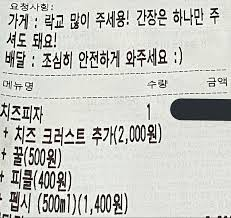 요청사항:
가게 : 락교 많이 주세용! 간장은 하나만 주
셔도 돼요!
배달 : 조심히 안전하게 와주세요 :)
메뉴명 수량 금액
치즈피자 1
+ 치즈 크러스트 추가(2,000원)
+ 꿀(500원)
+ 피클(400원)
+ 펩시 (500ml)(1,400원)